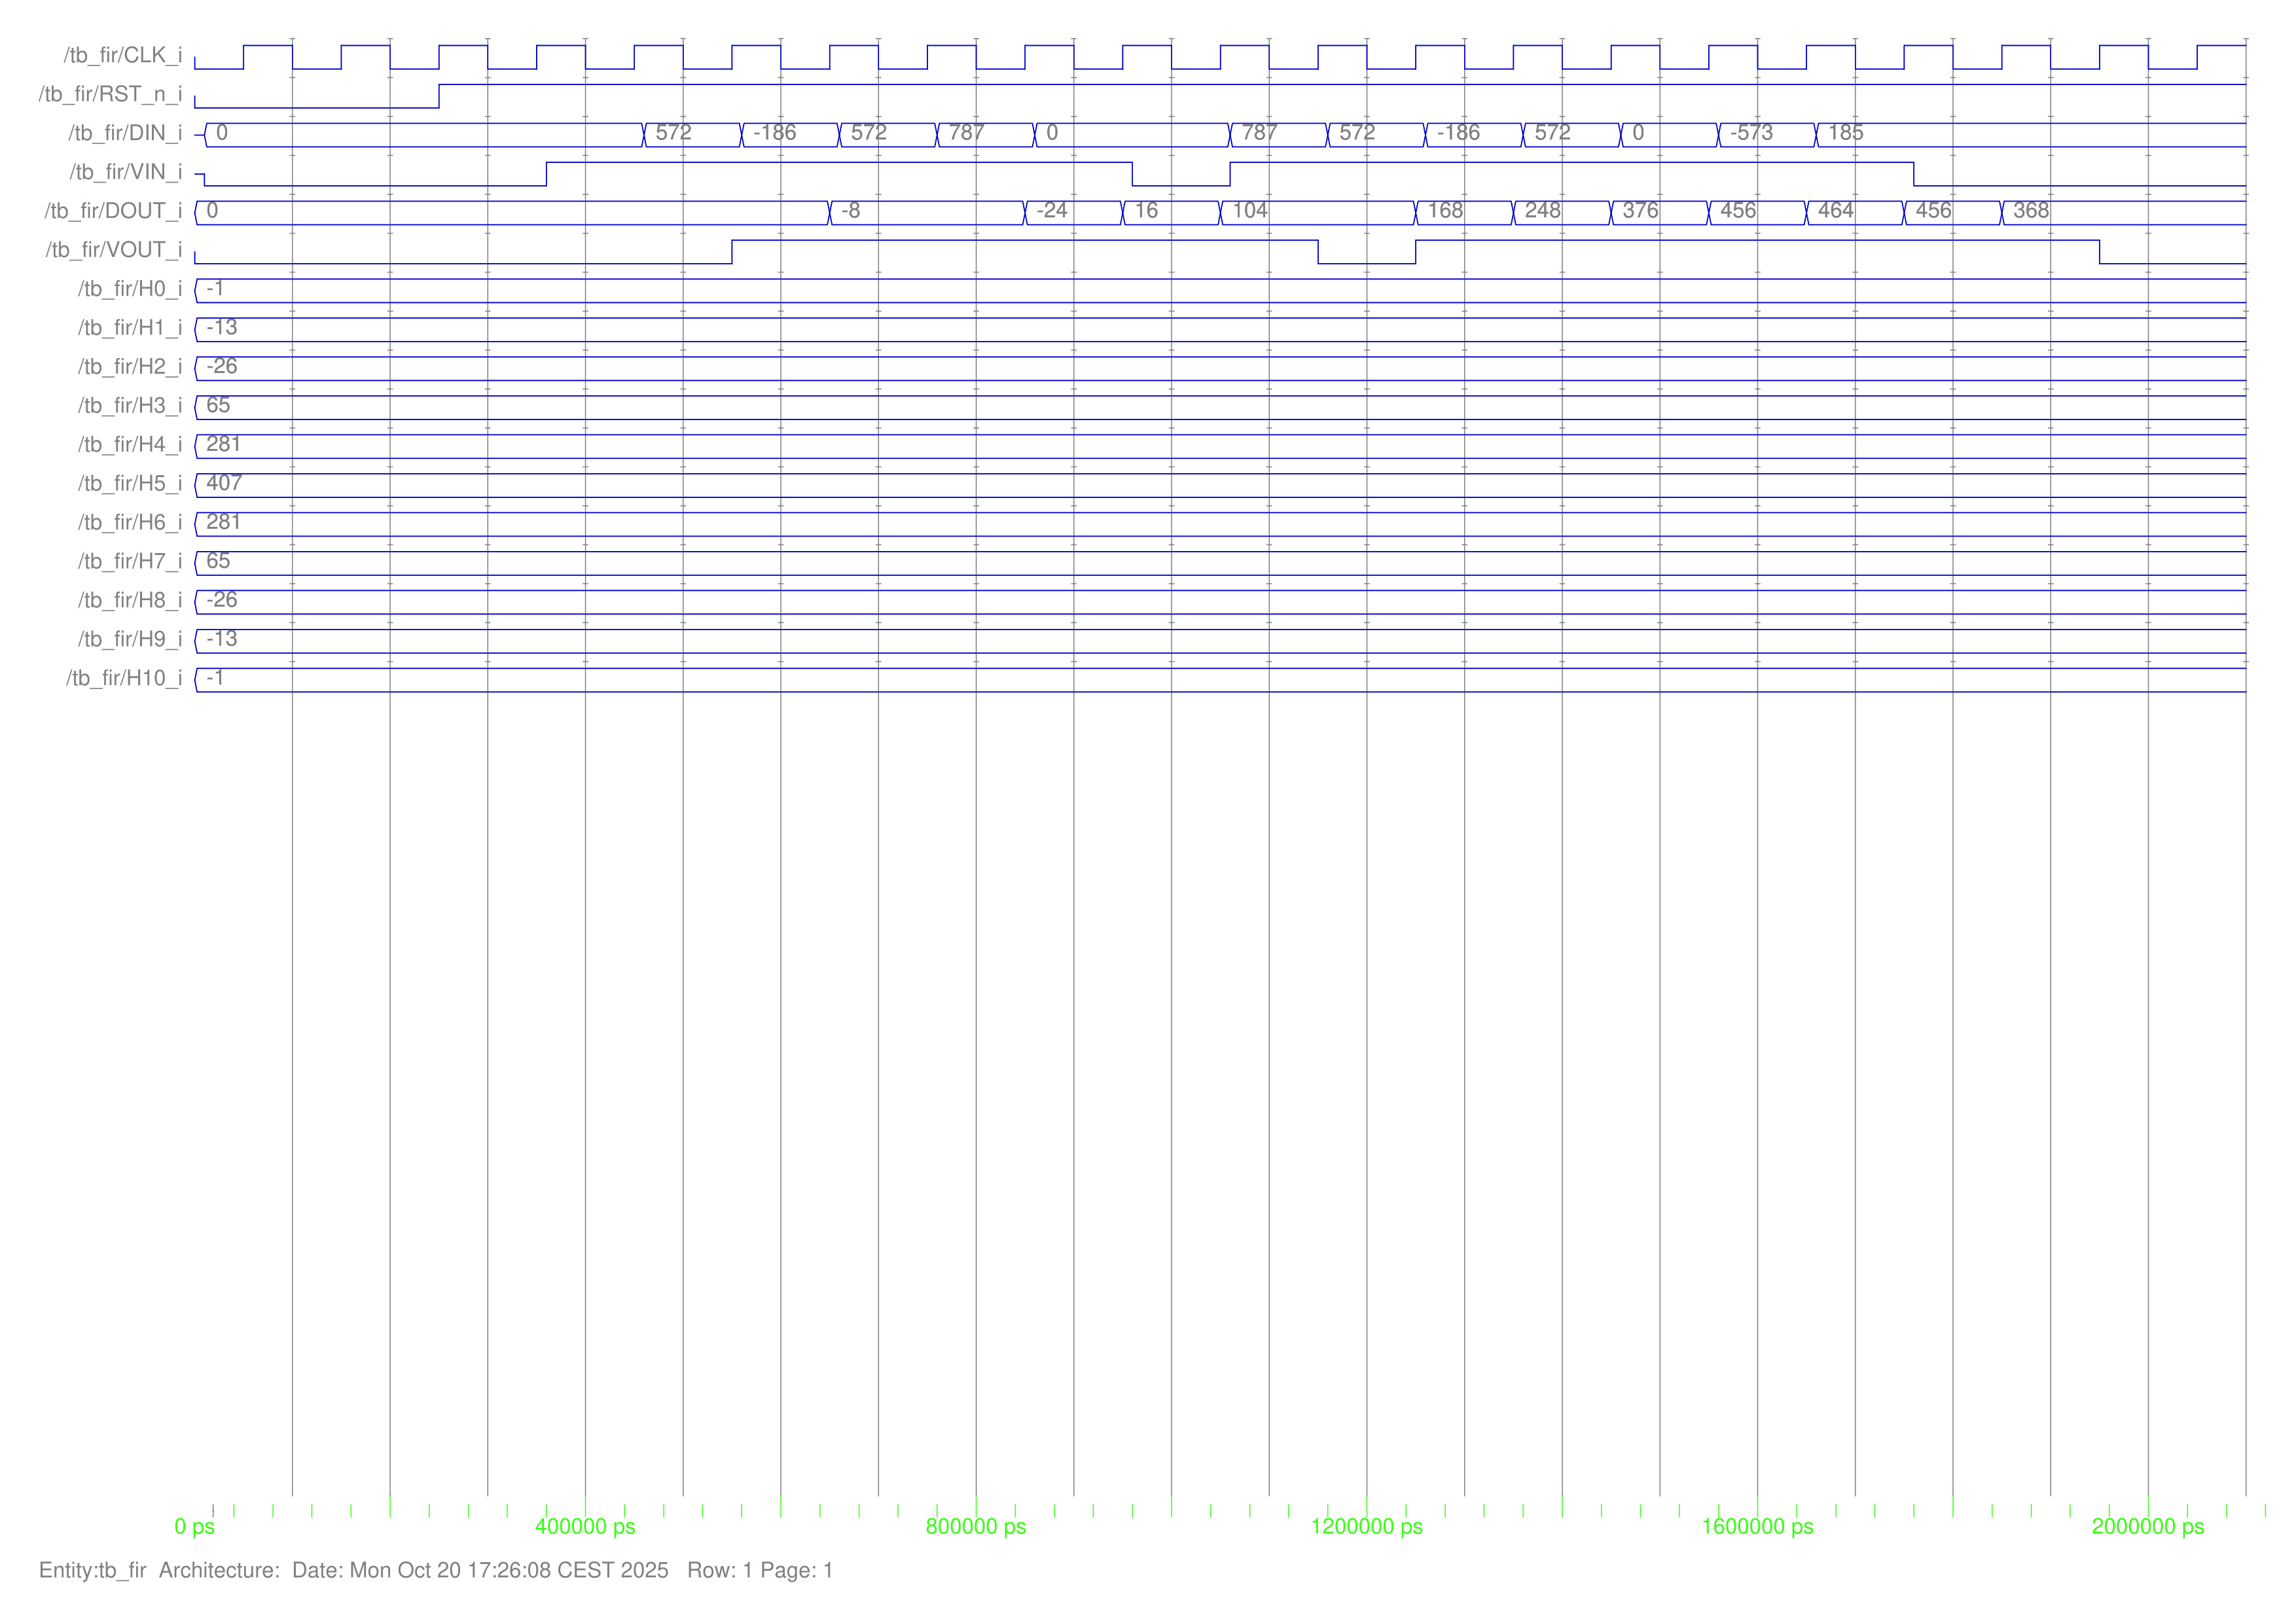 /tb_fir/CLK_i
/tb_fir/RST_n_i
/tb_fir/DIN_i 0 572 -186 572 787 0 787 572 -186 572 0 -573 185
/tb_fir/VIN_i
/tb_fir/DOUT_i 0 -8 -24 16 104 168 248 376 456 464 456 368
/tb_fir/VOUT_i
/tb_fir/H0_i -1
/tb_fir/H1_i -13
/tb_fir/H2_i -26
/tb_fir/H3_i 65
/tb_fir/H4_i 281
/tb_fir/H5_i 407
/tb_fir/H6_i 281
/tb_fir/H7_i 65
/tb_fir/H8_i -26
/tb_fir/H9_i -13
/tb_fir/H10_i -1
0 ps 400000 ps 800000 ps 1200000 ps 1600000 ps 2000000 ps
Entity:tb_fir Architecture: Date: Mon Oct 20 17:26:08 CEST 2025 Row: 1 Page: 1